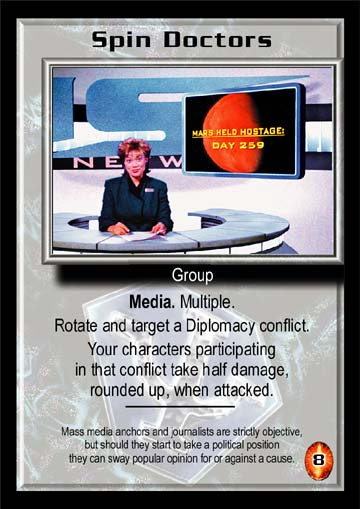 Spin Doctors
IS
NEW
MARS HELD HOSTAGE:
DAY 259
Group
Media. Multiple.
Rotate and target a Diplomacy conflict.
Your characters participating
in that conflict take half damage,
rounded up, when attacked.
Mass media anchors and journalists are strictly objective,
but should they start to take a political position
they can sway popular opinion for or against a cause.
8